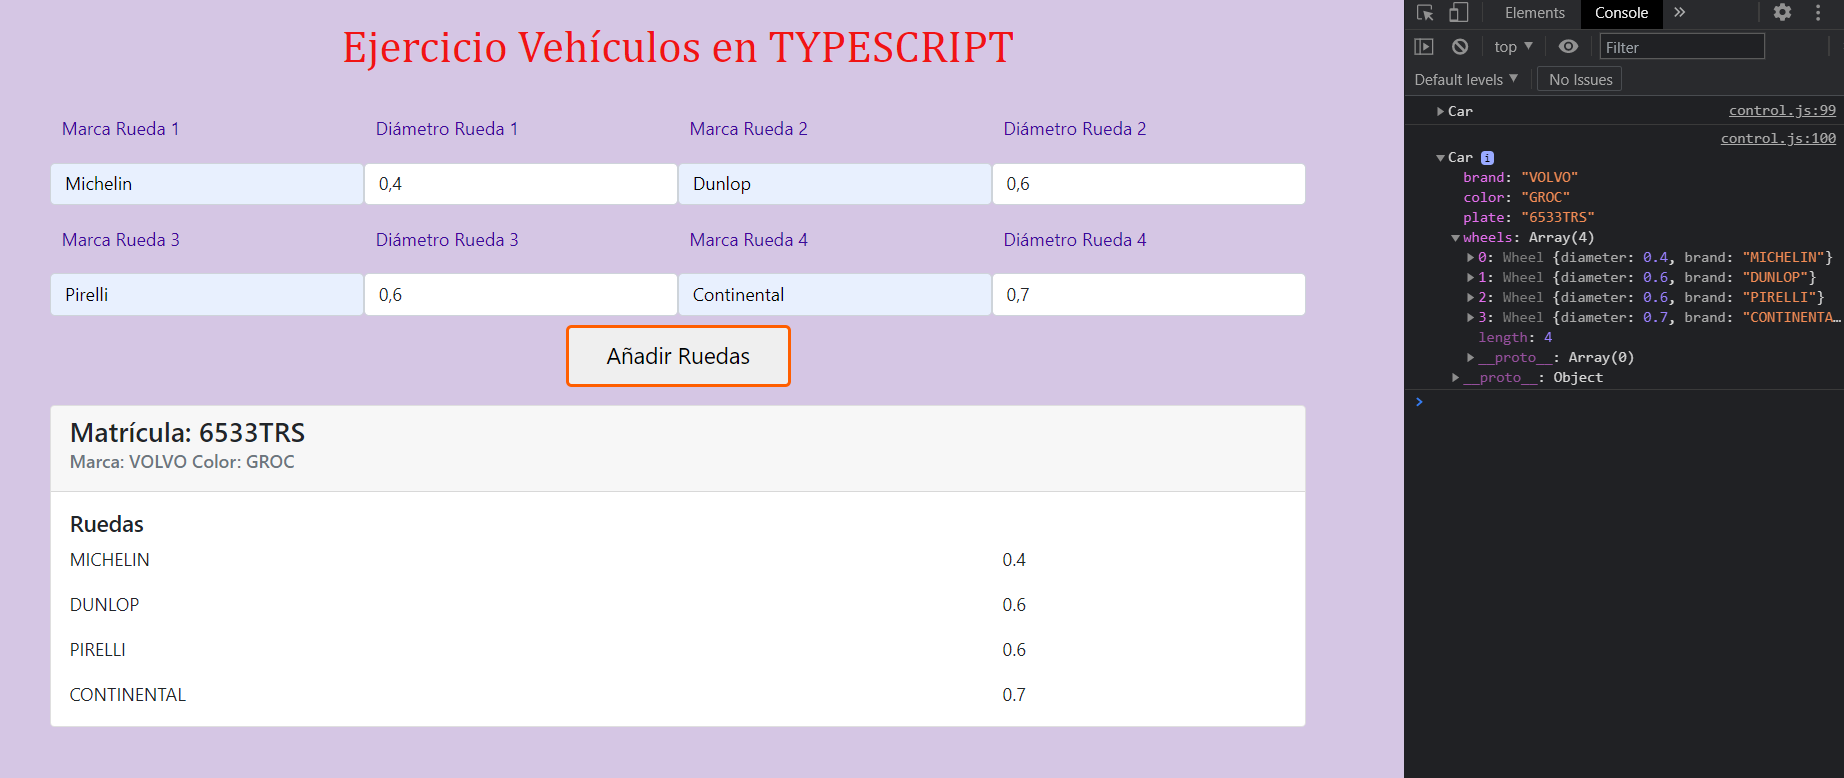 Ejercicio Vehículos en TYPESCRIPT
Marca Rueda 1 Diámetro Rueda 1 Marca Rueda 2 Diámetro Rueda 2
Michelin 0,4 Dunlop 0,6
Marca Rueda 3 Diámetro Rueda 3 Marca Rueda 4 Diámetro Rueda 4
Pirelli 0,6 Continental 0,7
Añadir Ruedas
Matrícula: 6533TRS
Marca: VOLVO Color: GROC
Ruedas
MICHELIN 0.4
DUNLOP 0.6
PIRELLI 0.6
CONTINENTAL 0.7
Elements Console »
top Filter
Default levels No Issues
Car control.js:99
control.js:100
Car i
brand: "VOLVO"
color: "GROC"
plate: "6533TRS"
wheels: Array(4)
0: Wheel {diameter: 0.4, brand: "MICHELIN"}
1: Wheel {diameter: 0.6, brand: "DUNLOP"}
2: Wheel {diameter: 0.6, brand: "PIRELLI"}
3: Wheel {diameter: 0.7, brand: "CONTINENTA…
length: 4
__proto__: Array(0)
__proto__: Object